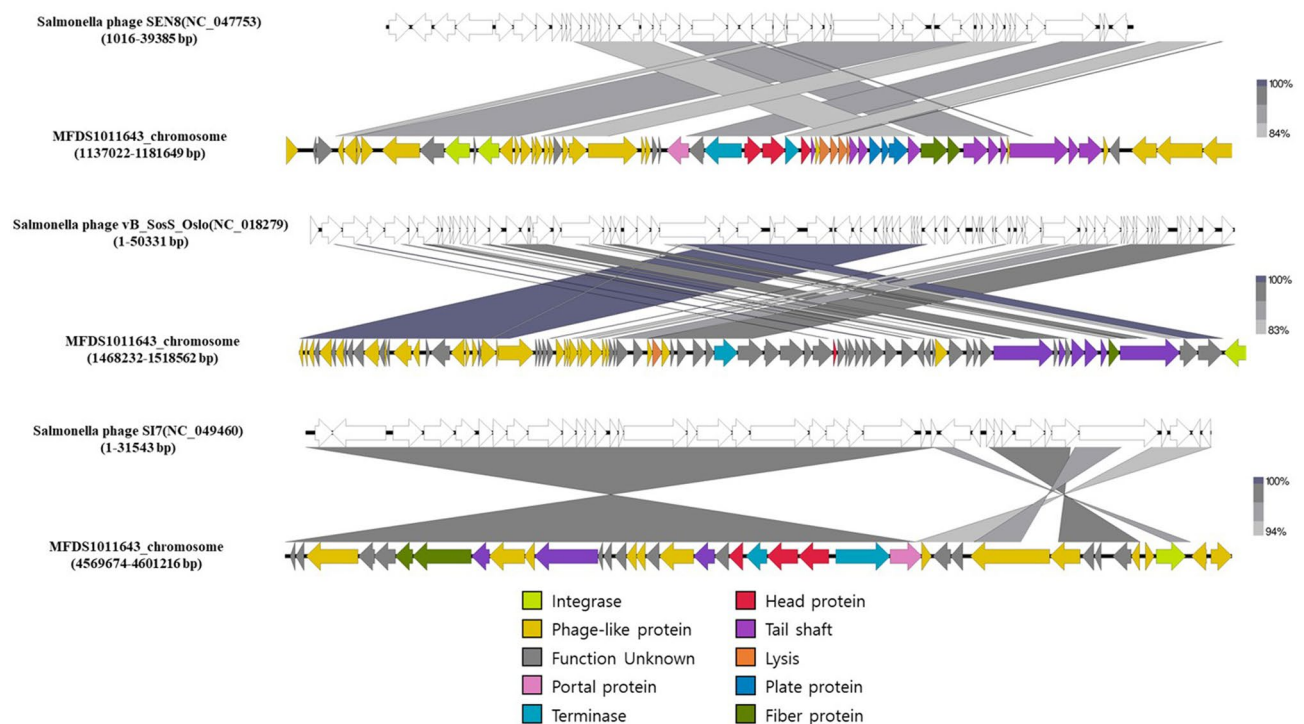 Salmonella phage SEN8(NC_047753)
(1016-39385 bp)
100%
84%
MFDS1011643_chromosome
(1137022-1181649 bp)
Salmonella phage vB_SosS_Oslo(NC_018279)
(1-50331 bp)
100%
83%
MFDS1011643_chromosome
(1468232-1518562 bp)
Salmonella phage SI7(NC_049460)
(1-31543 bp)
100%
94%
MFDS1011643_chromosome
(4569674-4601216 bp)
Integrase
Phage-like protein
Function Unknown
Portal protein
Terminase
Head protein
Tail shaft
Lysis
Plate protein
Fiber protein